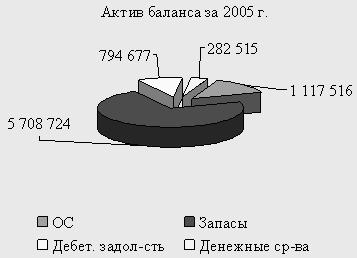 Актив баланса за 2005 г.
794 677
282 515
1 117 516
5 708 724
ОС
Запасы
Дебет. задол-сть
Денежные ср-ва